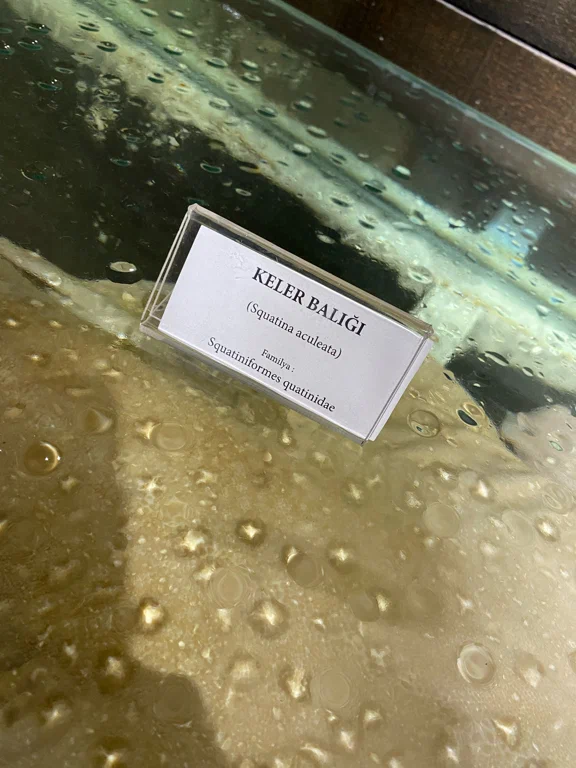 KELER BALIĞI
(Squatina aculeata)
Familya :
Squatiniformes quatinidae